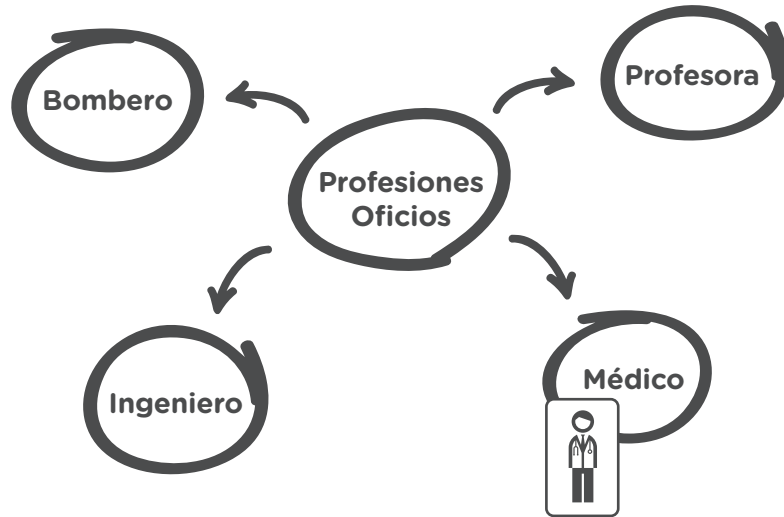 Bombero
Profesora
Profesiones
Oficios
Ingeniero
Médico